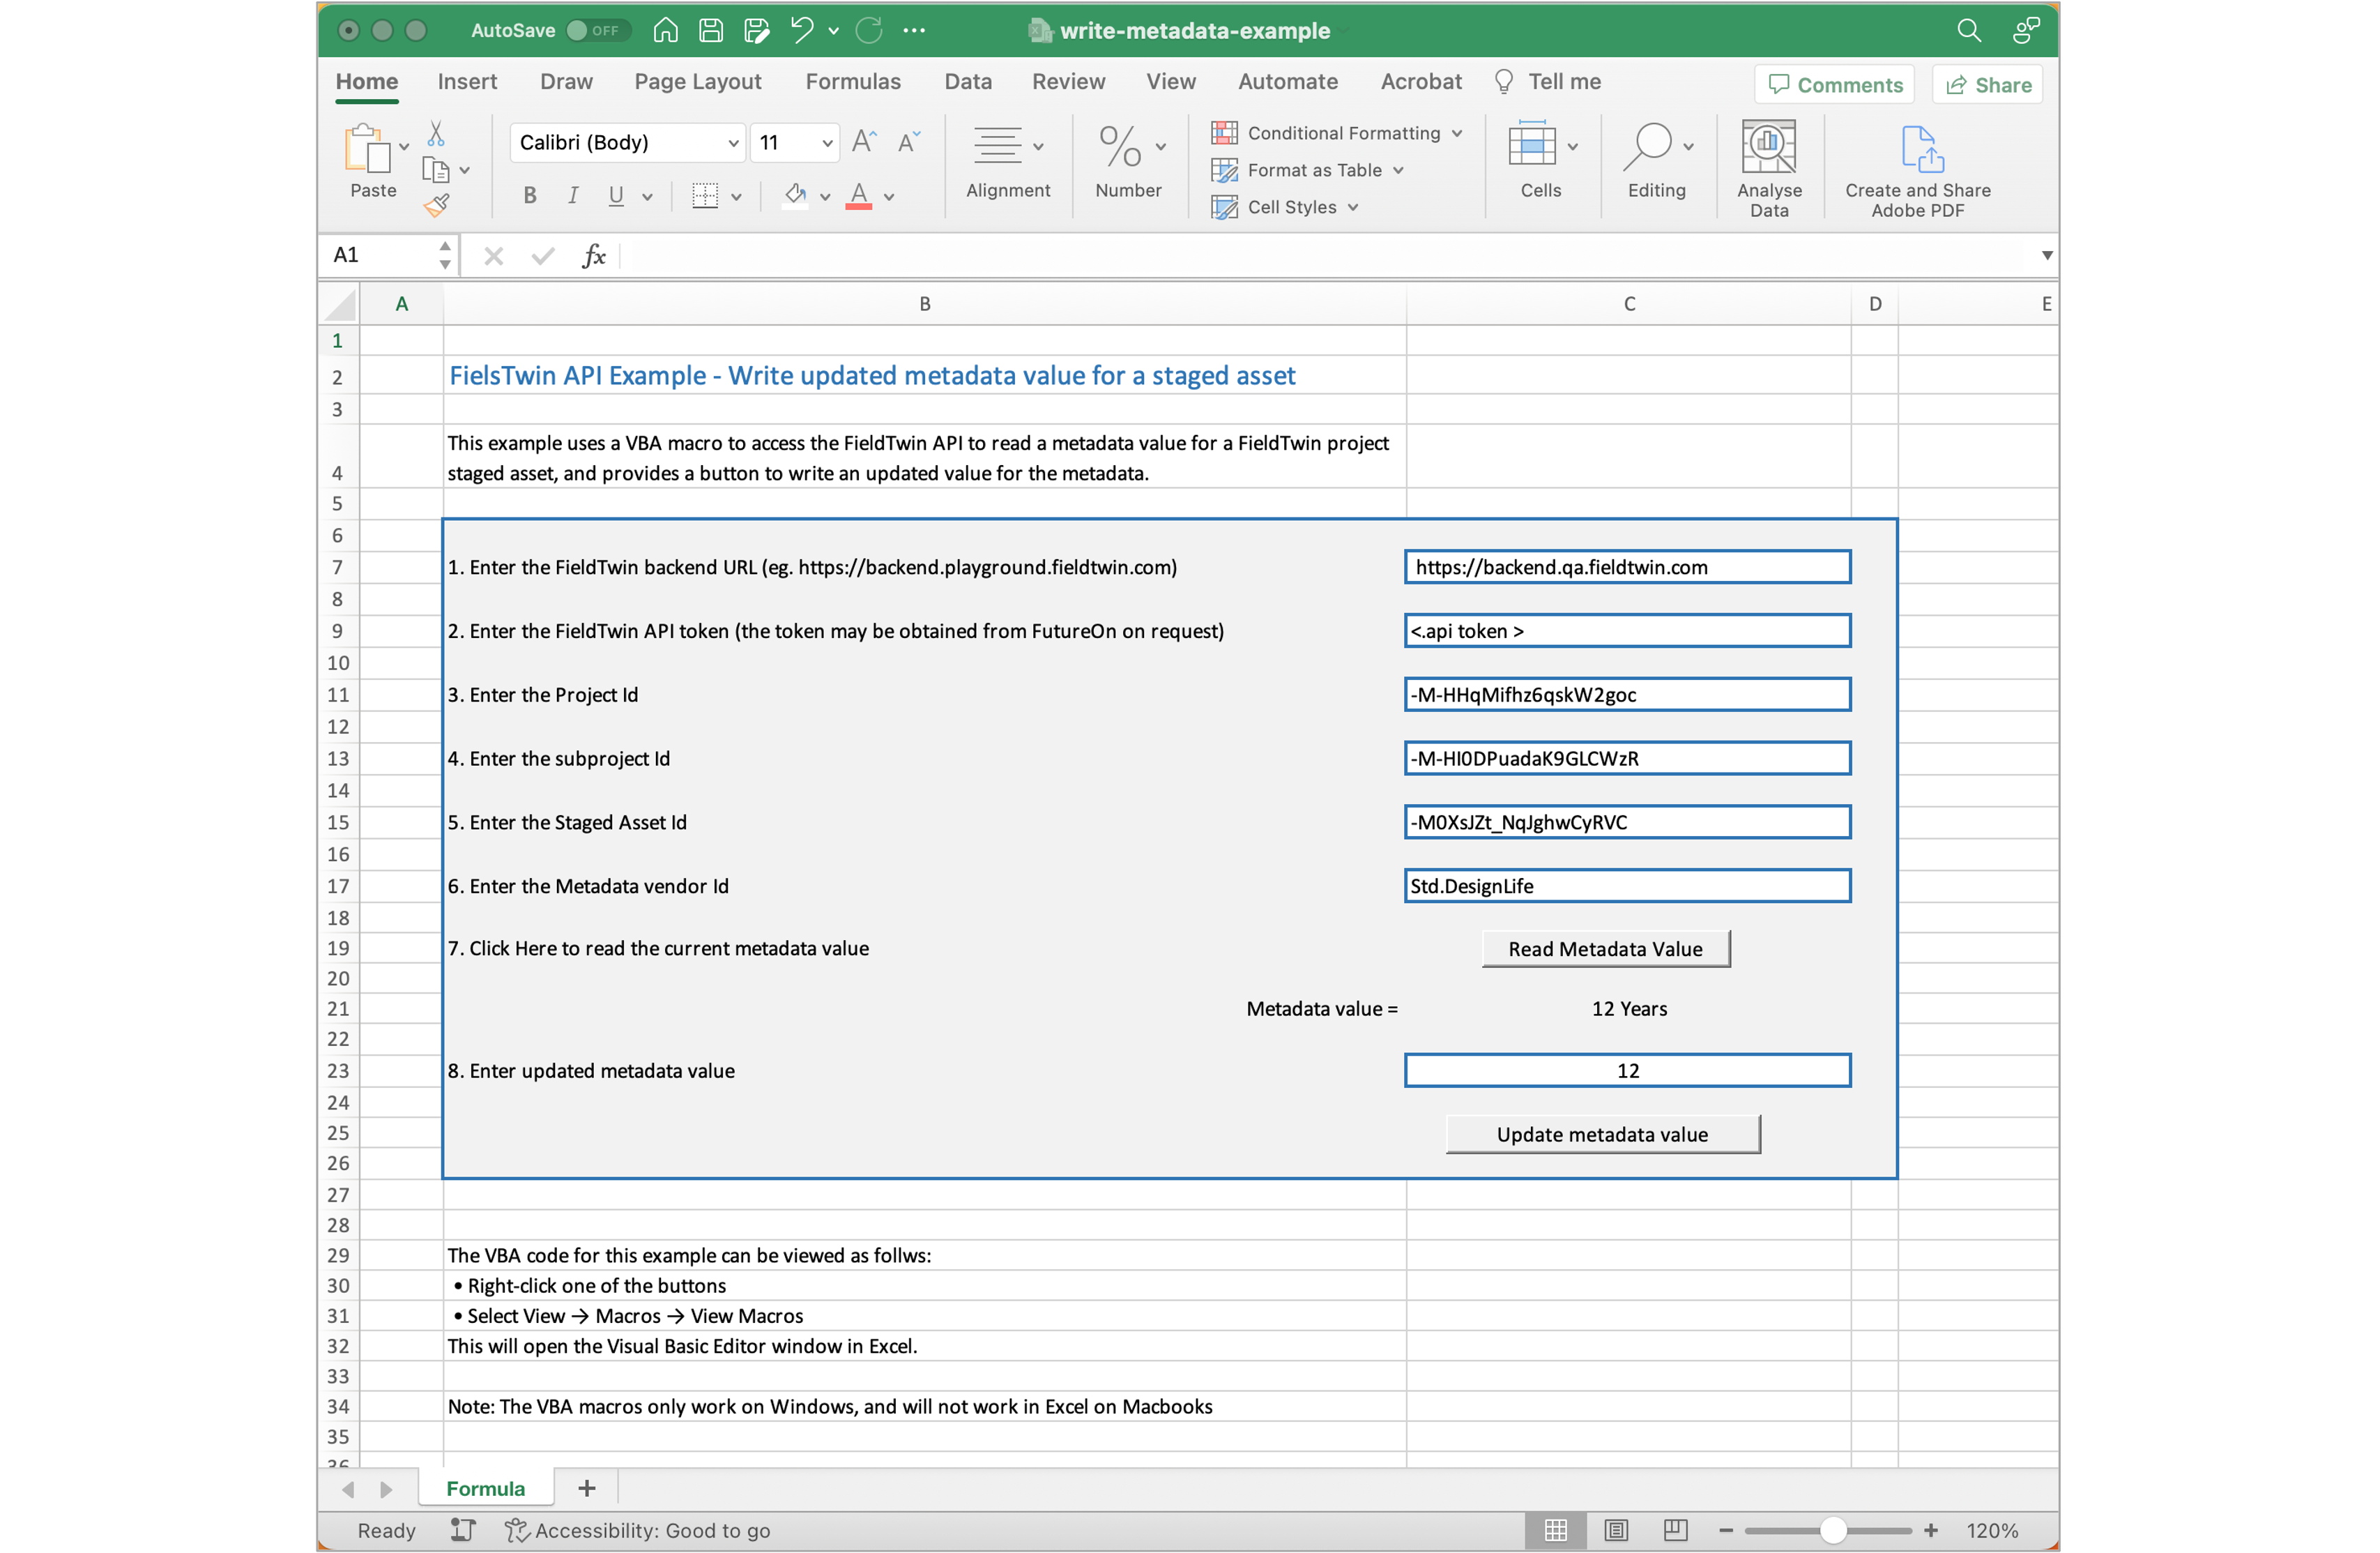 AutoSave OFF write-metadata-example
Home Insert Draw Page Layout Formulas Data Review View Automate Acrobat Tell me Comments Share
Paste
Calibri (Body) 11
B I U
Alignment
Number
Conditional Formatting
Format as Table
Cell Styles
Cells
Editing
Analyse Data
Create and Share Adobe PDF
A1 fx
A B C D E
1
2 FielsTwin API Example - Write updated metadata value for a staged asset
3
This example uses a VBA macro to access the FieldTwin API to read a metadata value for a FieldTwin project
4 staged asset, and provides a button to write an updated value for the metadata.
5
6
7 1. Enter the FieldTwin backend URL (eg. https://backend.playground.fieldtwin.com) https://backend.qa.fieldtwin.com
8
9 2. Enter the FieldTwin API token (the token may be obtained from FutureOn on request) <.api token >
10
11 3. Enter the Project Id -M-HHqMifhz6qskW2goc
12
13 4. Enter the subproject Id -M-HI0DPuadaK9GLCWzR
14
15 5. Enter the Staged Asset Id -M0XsJZt_NqJghwCyRVC
16
17 6. Enter the Metadata vendor Id Std.DesignLife
18
19 7. Click Here to read the current metadata value Read Metadata Value
20
21 Metadata value = 12 Years
22
23 8. Enter updated metadata value 12
24
25 Update metadata value
26
27
28
29 The VBA code for this example can be viewed as follws:
30 • Right-click one of the buttons
31 • Select View → Macros → View Macros
32 This will open the Visual Basic Editor window in Excel.
33
34 Note: The VBA macros only work on Windows, and will not work in Excel on Macbooks
35
36
Formula +
Ready Accessibility: Good to go 120%